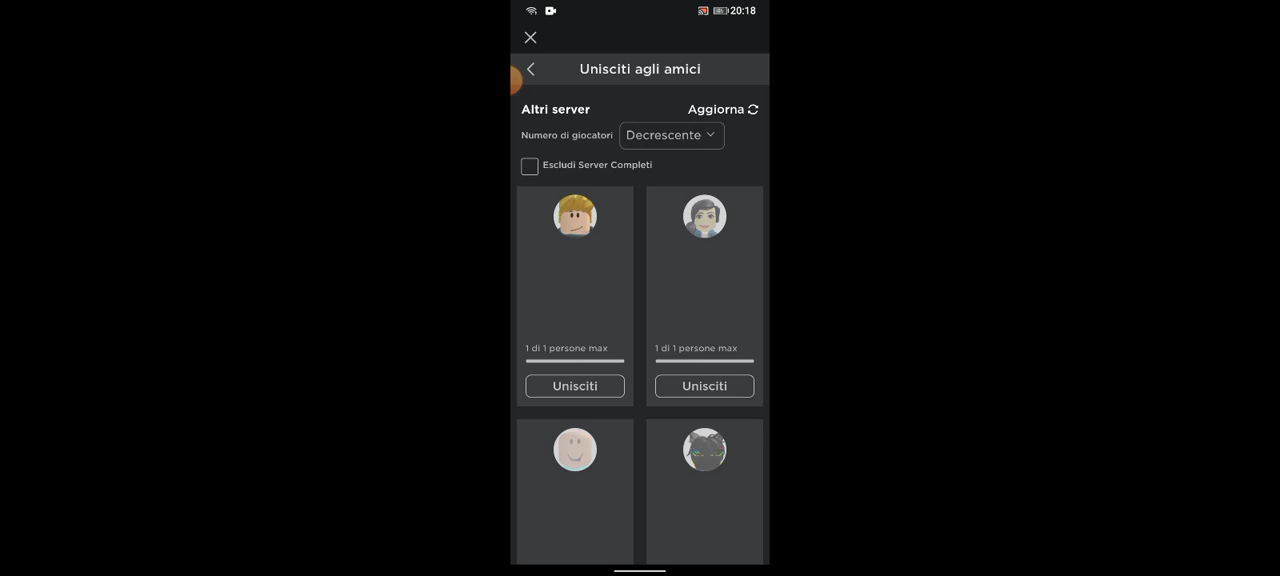 20:18
Unisciti agli amici
Altri server
Aggiorna
Numero di giocatori
Decrescente
Escludi Server Completi
1 di 1 persone max
1 di 1 persone max
Unisciti
Unisciti